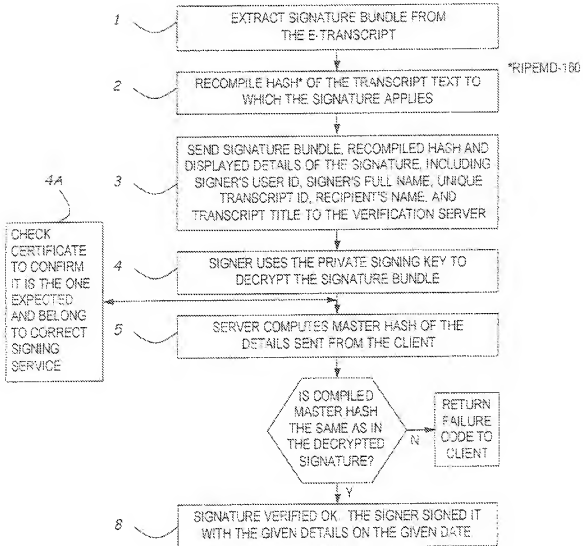 1
EXTRACT SIGNATURE BUNDLE FROM
THE E-TRANSCRIPT
*RIPEMD-160
2
RECOMPILE HASH* OF THE TRANSCRIPT TEXT TO
WHICH THE SIGNATURE APPLIES
3
SEND SIGNATURE BUNDLE, RECOMPILED HASH AND
DISPLAYED DETAILS OF THE SIGNATURE, INCLUDING
SIGNER'S USER ID, SIGNER'S FULL NAME, UNIQUE
TRANSCRIPT ID, RECIPIENT'S NAME, AND
TRANSCRIPT TITLE TO THE VERIFICATION SERVER
4A
CHECK
CERTIFICATE
TO CONFIRM
IT IS THE ONE
EXPECTED
AND BELONG
TO CORRECT
SIGNING
SERVICE
4
SIGNER USES THE PRIVATE SIGNING KEY TO
DECRYPT THE SIGNATURE BUNDLE
5
SERVER COMPUTES MASTER HASH OF THE
DETAILS SENT FROM THE CLIENT
IS COMPILED
MASTER HASH
THE SAME AS IN
THE DECRYPTED
SIGNATURE?
N
RETURN
FAILURE
CODE TO
CLIENT
Y
8
SIGNATURE VERIFIED OK. THE SIGNER SIGNED IT
WITH THE GIVEN DETAILS ON THE GIVEN DATE